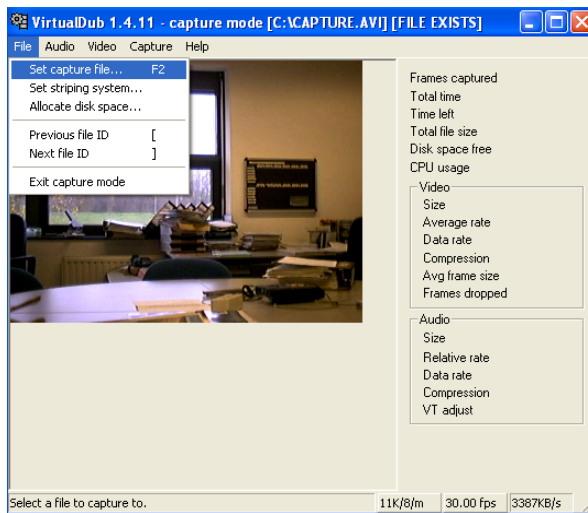 VirtualDub 1.4.11 - capture mode [C:\CAPTURE.AVI] [FILE EXISTS]
File Audio Video Capture Help
Set capture file... F2
Set striping system...
Allocate disk space...
Previous file ID [
Next file ID ]
Exit capture mode
Frames captured
Total time
Time left
Total file size
Disk space free
CPU usage
Video
Size
Average rate
Data rate
Compression
Avg frame size
Frames dropped
Audio
Size
Relative rate
Data rate
Compression
VT adjust
Select a file to capture to. 11K/8/m 30.00 fps 3387KB/s